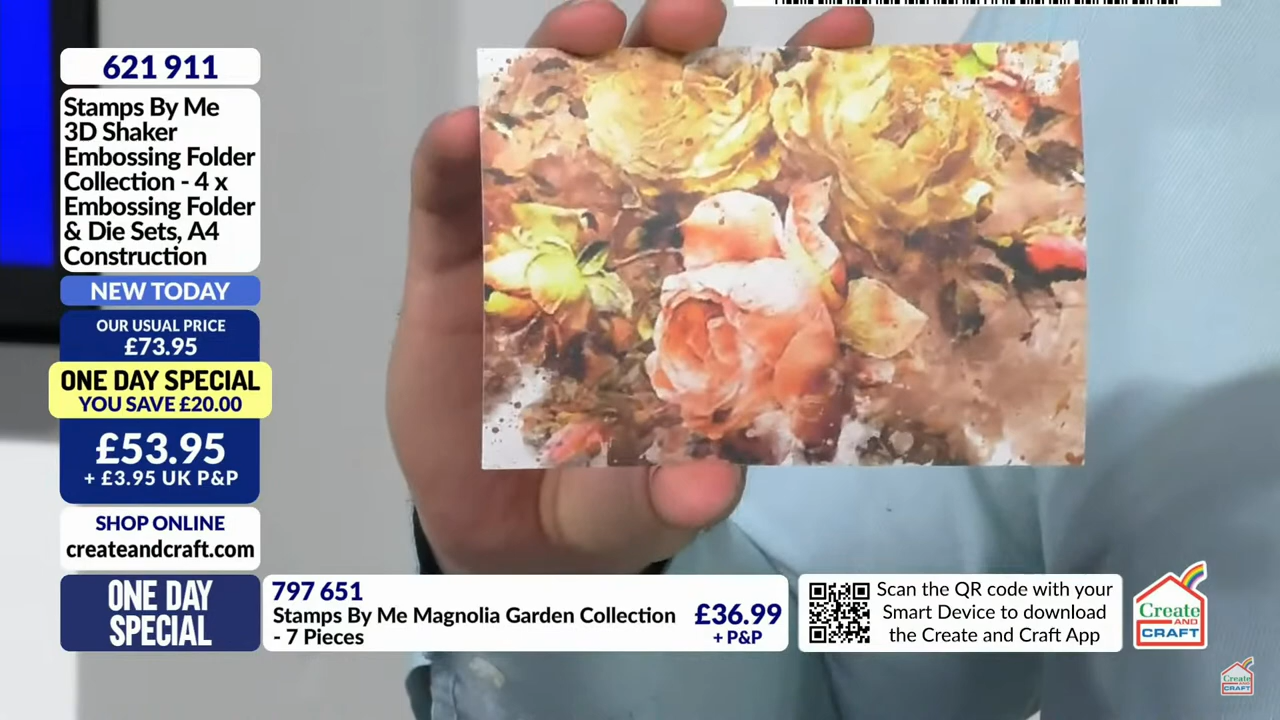 621 911
Stamps By Me
3D Shaker
Embossing Folder
Collection - 4 x
Embossing Folder
& Die Sets, A4
Construction
NEW TODAY
OUR USUAL PRICE
£73.95
ONE DAY SPECIAL
YOU SAVE £20.00
£53.95
+ £3.95 UK P&P
SHOP ONLINE
createandcraft.com
ONE DAY
SPECIAL
797 651
Stamps By Me Magnolia Garden Collection
- 7 Pieces
£36.99
+ P&P
Scan the QR code with your
Smart Device to download
the Create and Craft App
Create
AND
CRAFT
Create
AND
CRAFT